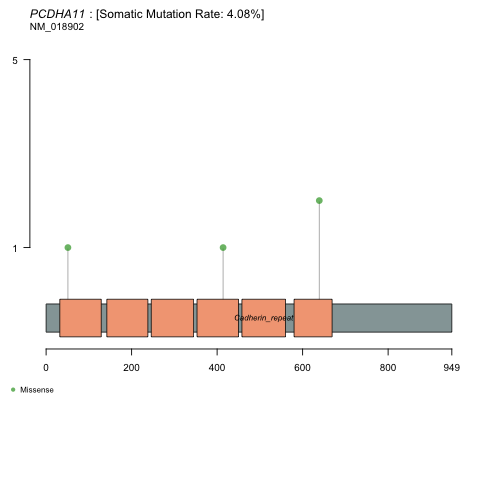 PCDHA11 : [Somatic Mutation Rate: 4.08%]
NM_018902
5
1
Cadherin_repeat
0 200 400 600 800 949
Missense